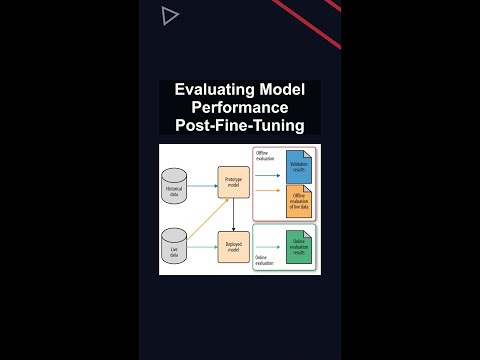 Evaluating Model
Performance
Post-Fine-Tuning
Offline
evaluation
Validation
results
Historical
data
Prototype
model
Offline
evaluation
of live data
Live
data
Deployed
model
Online
evaluation
Online
evaluation
results